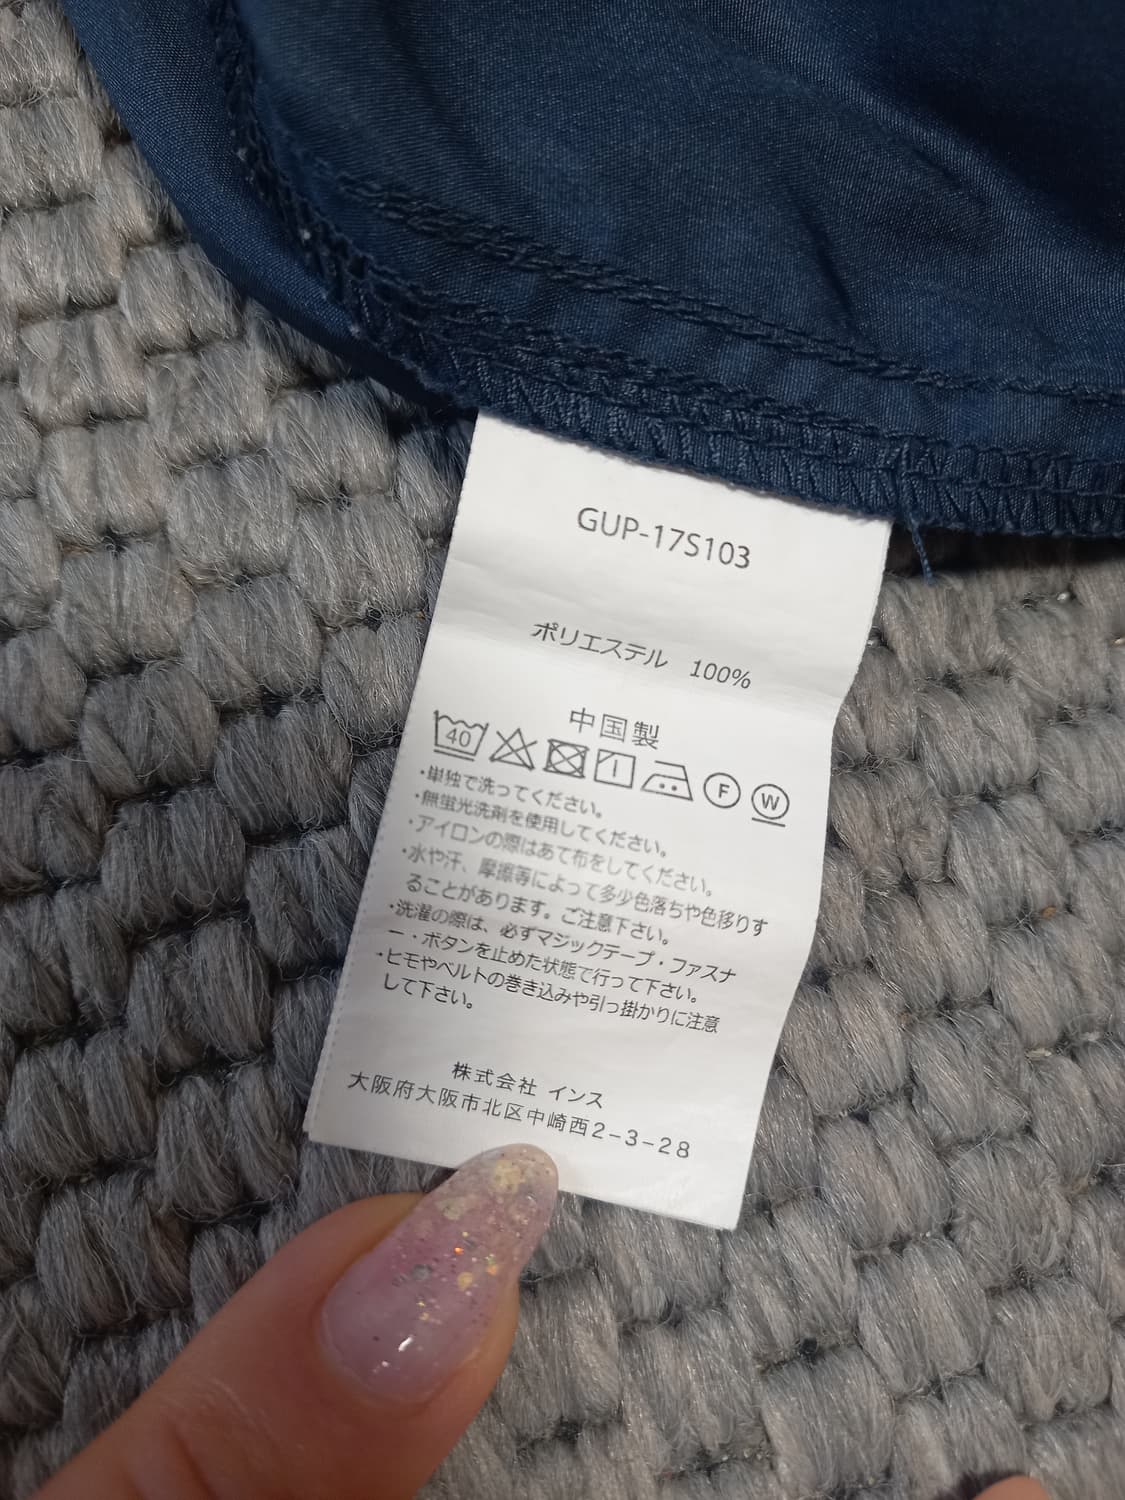 GUP-17S103
ポリエステル 100%
中国製
40 F W
・単独で洗ってください。
・無蛍光洗剤を使用してください。
・アイロンの際はあて布をしてください。
・水や汗、摩擦等によって多少色落ちや色移りす
ることがあります。ご注意下さい。
・洗濯の際は、必ずマジックテープ・ファスナ
ー・ボタンを止めた状態で行って下さい。
・ヒモやベルトの巻き込みや引っ掛かりに注意
して下さい。
株式会社 インス
大阪府大阪市北区中崎西2-3-28